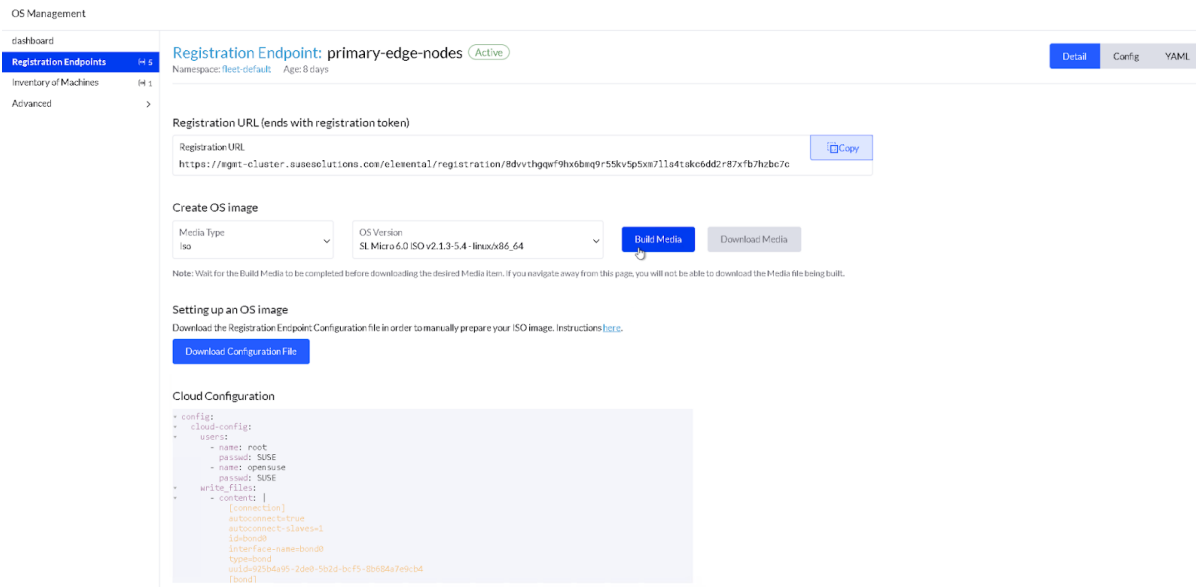 OS Management
dashboard
Registration Endpoints 5
Inventory of Machines 1
Advanced
Registration Endpoint: primary-edge-nodes Active
Namespace: fleet-default Age: 8 days
Detail Config YAML
Registration URL (ends with registration token)
Registration URL
https://mgmt-cluster.susesolutions.com/elemental/registration/8dvvthgqwf9hx6bmq9r55kv5p5xm7lls4tskc6dd2r87xfb7hzbc7c
Copy
Create OS image
Media Type
Iso
OS Version
SL Micro 6.0 ISO v2.1.3-5.4 - linux/x86_64
Build Media
Download Media
Note: Wait for the Build Media to be completed before downloading the desired Media item. If you navigate away from this page, you will not be able to download the Media file being built.
Setting up an OS image
Download the Registration Endpoint Configuration file in order to manually prepare your ISO image. Instructions here.
Download Configuration File
Cloud Configuration
config:
cloud-config:
users:
- name: root
passwd: SUSE
- name: opensuse
passwd: SUSE
write_files:
- content: |
[connection]
autoconnect=true
autoconnect-slaves=1
id=bond0
interface-name=bond0
type=bond
uuid=925b4a95-2de0-5b2d-bcf5-8b684a7e9cb4
[bond]